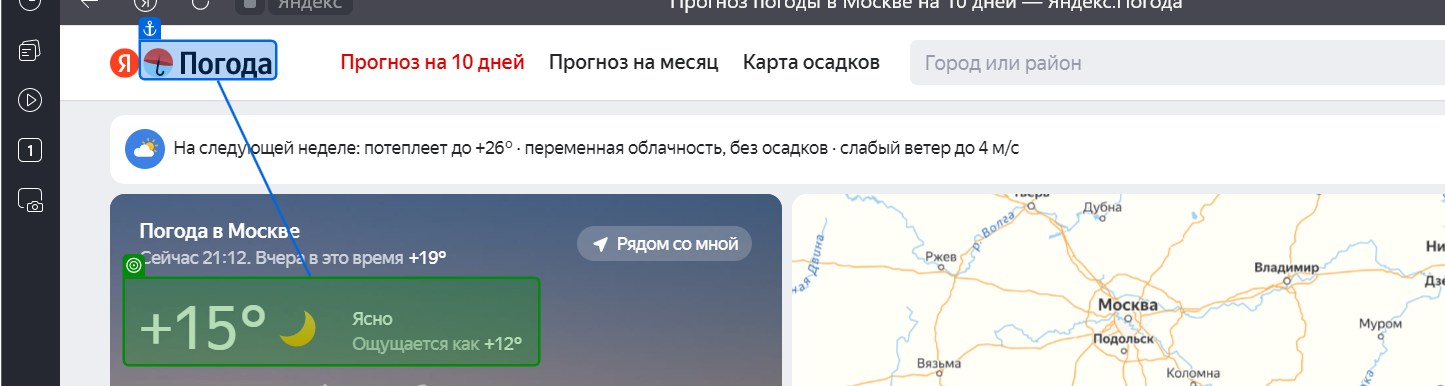 Яндекс
Прогноз погоды в Москве на 10 дней — Яндекс.Погода
Я Погода
Прогноз на 10 дней
Прогноз на месяц
Карта осадков
Город или район
1
На следующей неделе: потеплеет до +26° · переменная облачность, без осадков · слабый ветер до 4 м/с
Погода в Москве
Сейчас 21:12. Вчера в это время +19°
Рядом со мной
+15°
Ясно
Ощущается как +12°
Тверь
Дубна
р. Волга
Ржев
Владимир
Москва
Подольск
Муром
Вязьма
Коломна